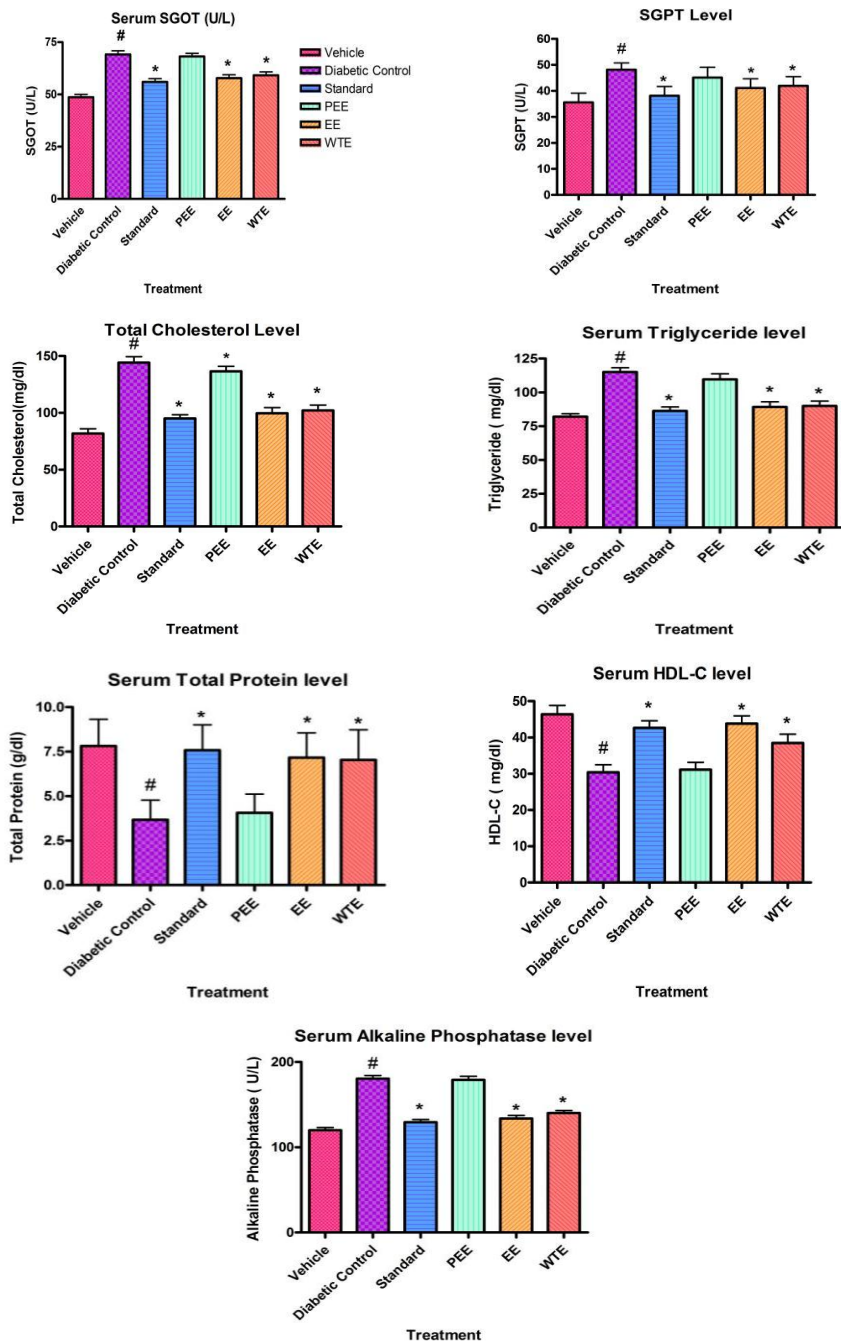 Serum SGOT (U/L)
#
75
50
25
0
SGOT (U/L)
*
*
*
Vehicle
Diabetic Control
Standard
PEE
EE
WTE
Treatment
Vehicle
Diabetic Control
Standard
PEE
EE
WTE
SGPT Level
60
50
40
30
20
10
0
SGPT (U/L)
#
*
*
*
Vehicle
Diabetic Control
Standard
PEE
EE
WTE
Treatment
Total Cholesterol Level
150
100
50
0
Total Cholesterol(mg/dl)
#
*
*
*
*
Vehicle
Diabetic Control
Standard
PEE
EE
WTE
Treatment
Serum Triglyceride level
125
100
75
50
25
0
Triglyceride ( mg/dl)
#
*
*
*
Vehicle
Diabetic Control
Standard
PEE
EE
WTE
Treatment
Serum Total Protein level
10.0
7.5
5.0
2.5
0.0
Total Protein (g/dl)
#
*
*
*
Vehicle
Diabetic Control
Standard
PEE
EE
WTE
Treatment
Serum HDL-C level
50
40
30
20
10
0
HDL-C ( mg/dl)
#
*
*
*
Vehicle
Diabetic Control
Standard
PEE
EE
WTE
Treatment
Serum Alkaline Phosphatase level
200
100
0
Alkaline Phosphatase ( U/L)
#
*
*
*
Vehicle
Diabetic Control
Standard
PEE
EE
WTE
Treatment